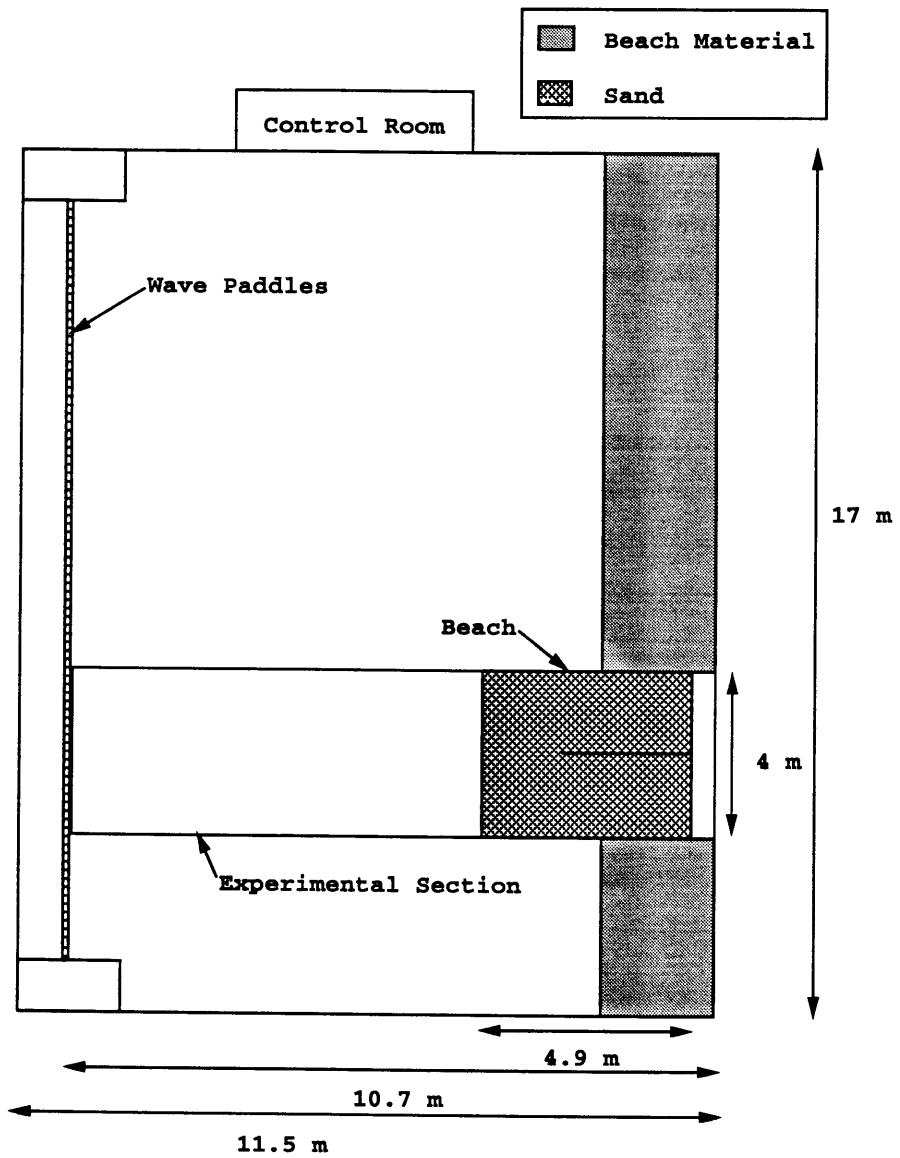 Beach Material
Sand
Control Room
Wave Paddles
17 m
Beach
4 m
Experimental Section
4.9 m
10.7 m
11.5 m